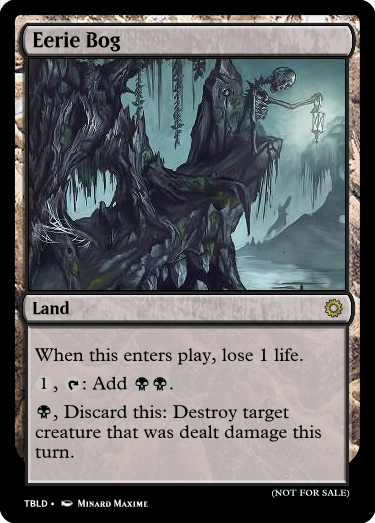 Eerie Bog
Land
When this enters play, lose 1 life.
1 , : Add .
, Discard this: Destroy target
creature that was dealt damage this
turn.
(NOT FOR SALE)
TBLD • MINARD MAXIME